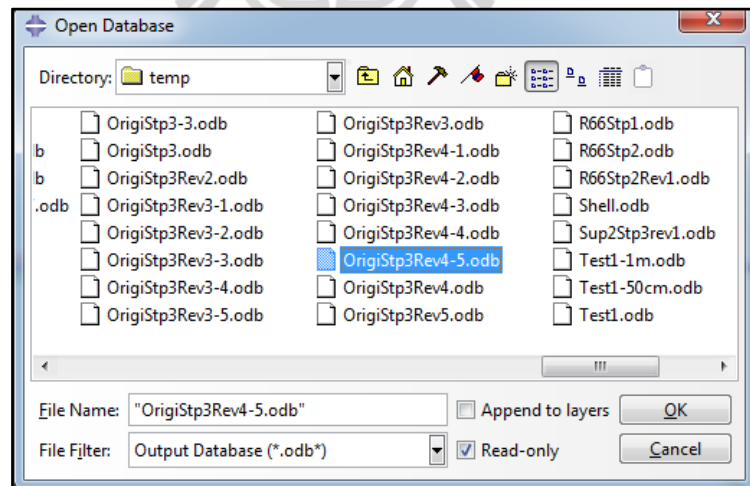 Open Database
Directory: temp
OrigiStp3-3.odb OrigiStp3Rev3.odb R66Stp1.odb
b OrigiStp3.odb OrigiStp3Rev4-1.odb R66Stp2.odb
b OrigiStp3Rev2.odb OrigiStp3Rev4-2.odb R66Stp2Rev1.odb
.odb OrigiStp3Rev3-1.odb OrigiStp3Rev4-3.odb Shell.odb
OrigiStp3Rev3-2.odb OrigiStp3Rev4-4.odb Sup2Stp3rev1.odb
OrigiStp3Rev3-3.odb OrigiStp3Rev4-5.odb Test1-1m.odb
OrigiStp3Rev3-4.odb OrigiStp3Rev4.odb Test1-50cm.odb
OrigiStp3Rev3-5.odb OrigiStp3Rev5.odb Test1.odb
File Name: "OrigiStp3Rev4-5.odb" Append to layers OK
File Filter: Output Database (*.odb*) Read-only Cancel